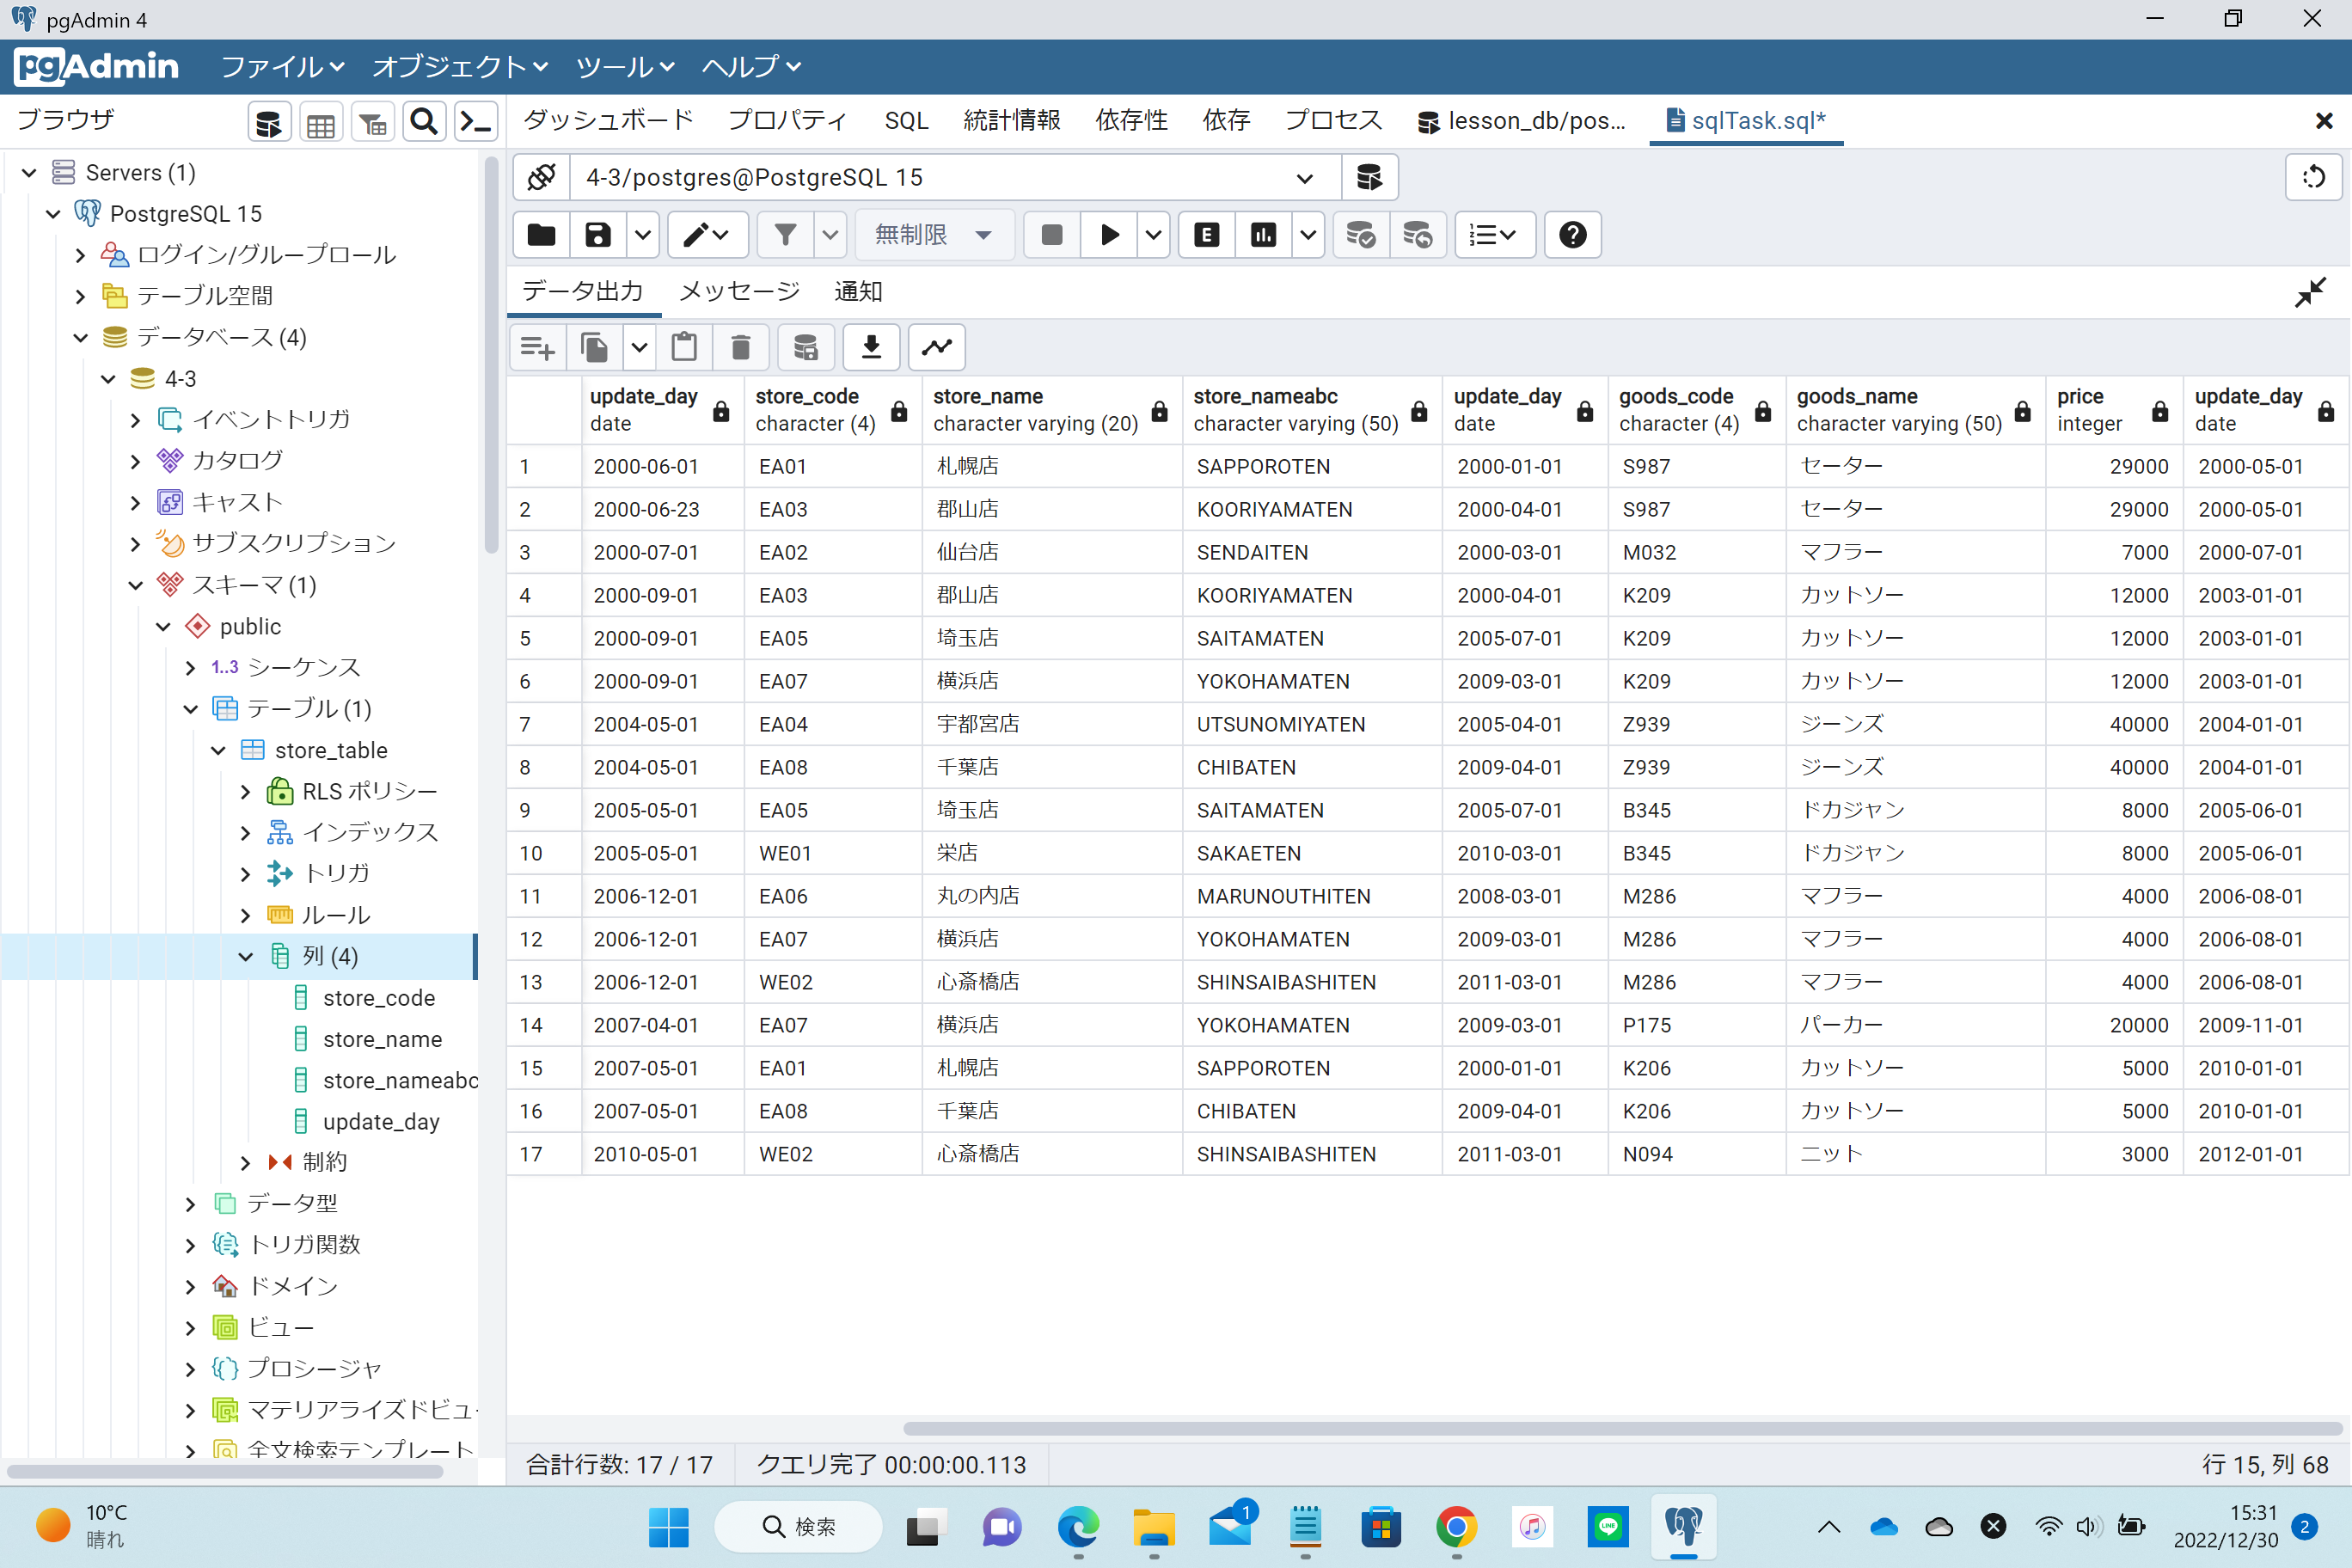 pgAdmin 4
pgAdmin ファイル オブジェクト ツール ヘルプ
ブラウザ
ダッシュボード プロパティ SQL 統計情報 依存性 依存 プロセス lesson_db/pos... sqlTask.sql*
Servers (1)
PostgreSQL 15
ログイン/グループロール
テーブル空間
データベース (4)
4-3
イベントトリガ
カタログ
キャスト
サブスクリプション
スキーマ (1)
public
1..3 シーケンス
テーブル (1)
store_table
RLS ポリシー
インデックス
トリガ
ルール
列 (4)
store_code
store_name
store_nameabc
update_day
制約
データ型
トリガ関数
ドメイン
ビュー
プロシージャ
マテリアライズドビュー
全文検索テンプレート
4-3/postgres@PostgreSQL 15
無制限
データ出力 メッセージ 通知
update_day store_code store_name store_nameabc update_day goods_code goods_name price update_day
date character (4) character varying (20) character varying (50) date character (4) character varying (50) integer date
1 2000-06-01 EA01 札幌店 SAPPOROTEN 2000-01-01 S987 セーター 29000 2000-05-01
2 2000-06-23 EA03 郡山店 KOORIYAMATEN 2000-04-01 S987 セーター 29000 2000-05-01
3 2000-07-01 EA02 仙台店 SENDAITEN 2000-03-01 M032 マフラー 7000 2000-07-01
4 2000-09-01 EA03 郡山店 KOORIYAMATEN 2000-04-01 K209 カットソー 12000 2003-01-01
5 2000-09-01 EA05 埼玉店 SAITAMATEN 2005-07-01 K209 カットソー 12000 2003-01-01
6 2000-09-01 EA07 横浜店 YOKOHAMATEN 2009-03-01 K209 カットソー 12000 2003-01-01
7 2004-05-01 EA04 宇都宮店 UTSUNOMIYATEN 2005-04-01 Z939 ジーンズ 40000 2004-01-01
8 2004-05-01 EA08 千葉店 CHIBATEN 2009-04-01 Z939 ジーンズ 40000 2004-01-01
9 2005-05-01 EA05 埼玉店 SAITAMATEN 2005-07-01 B345 ドカジャン 8000 2005-06-01
10 2005-05-01 WE01 栄店 SAKAETEN 2010-03-01 B345 ドカジャン 8000 2005-06-01
11 2006-12-01 EA06 丸の内店 MARUNOUTHITEN 2008-03-01 M286 マフラー 4000 2006-08-01
12 2006-12-01 EA07 横浜店 YOKOHAMATEN 2009-03-01 M286 マフラー 4000 2006-08-01
13 2006-12-01 WE02 心斎橋店 SHINSAIBASHITEN 2011-03-01 M286 マフラー 4000 2006-08-01
14 2007-04-01 EA07 横浜店 YOKOHAMATEN 2009-03-01 P175 パーカー 20000 2009-11-01
15 2007-05-01 EA01 札幌店 SAPPOROTEN 2000-01-01 K206 カットソー 5000 2010-01-01
16 2007-05-01 EA08 千葉店 CHIBATEN 2009-04-01 K206 カットソー 5000 2010-01-01
17 2010-05-01 WE02 心斎橋店 SHINSAIBASHITEN 2011-03-01 N094 ニット 3000 2012-01-01
合計行数: 17 / 17 クエリ完了 00:00:00.113 行 15, 列 68
10°C
晴れ
検索
1
LINE
15:31
2022/12/30
2